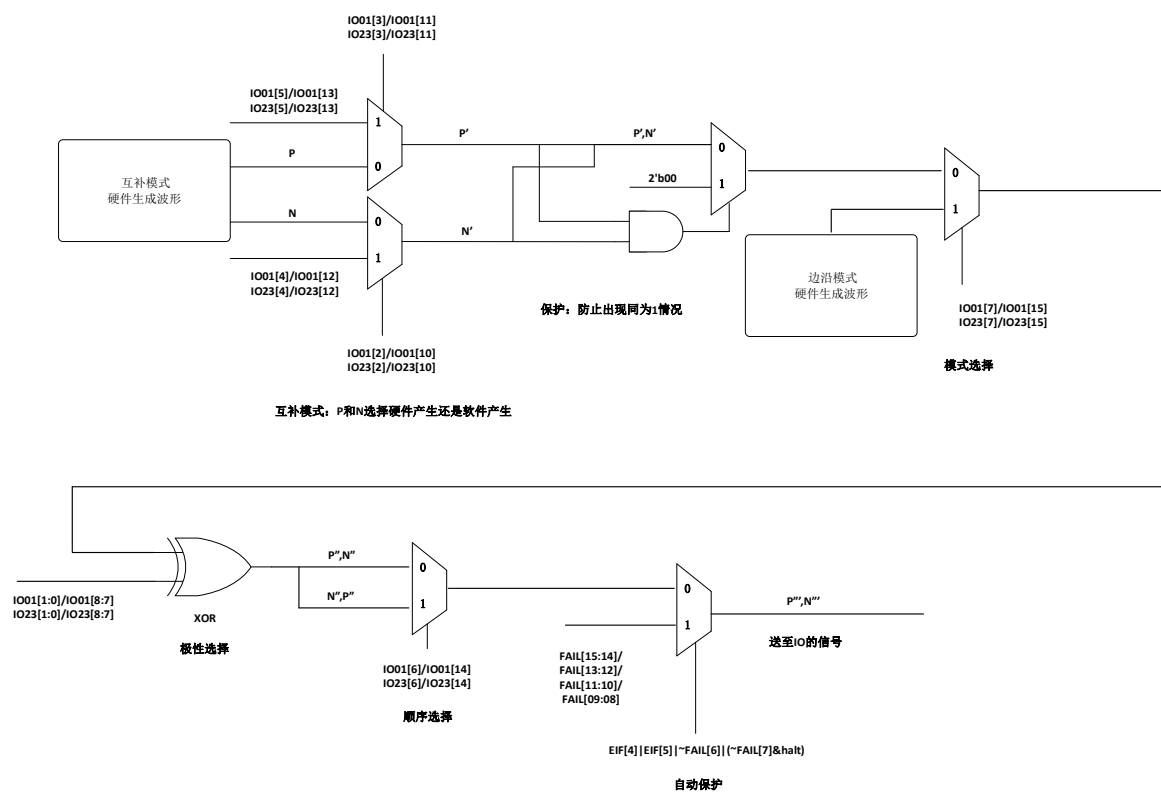 IO01[3]/IO01[11]
IO23[3]/IO23[11]
IO01[5]/IO01[13]
IO23[5]/IO23[13]
1
P'
P',N'
0
P
0
互补模式
硬件生成波形
2'b00
1
0
1
N
0
N'
1
IO01[4]/IO01[12]
IO23[4]/IO23[12]
边沿模式
硬件生成波形
保护：防止出现同为1情况
IO01[7]/IO01[15]
IO23[7]/IO23[15]
IO01[2]/IO01[10]
IO23[2]/IO23[10]
模式选择
互补模式：P和N选择硬件产生还是软件产生
P'',N''
0
N'',P''
1
0
1
P''',N'''
IO01[1:0]/IO01[8:7]
IO23[1:0]/IO23[8:7]
XOR
极性选择
送至IO的信号
IO01[6]/IO01[14]
IO23[6]/IO23[14]
顺序选择
FAIL[15:14]/
FAIL[13:12]/
FAIL[11:10]/
FAIL[09:08]
EIF[4]||EIF[5]||~FAIL[6]||(~FAIL[7]&halt)
自动保护